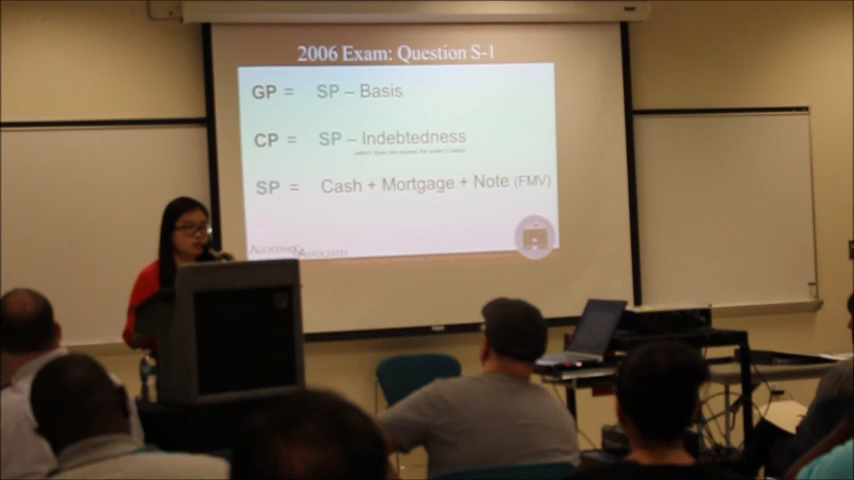 2006 Exam: Question S-1
GP = SP – Basis
CP = SP – Indebtedness
SP = Cash + Mortgage + Note (FMV)